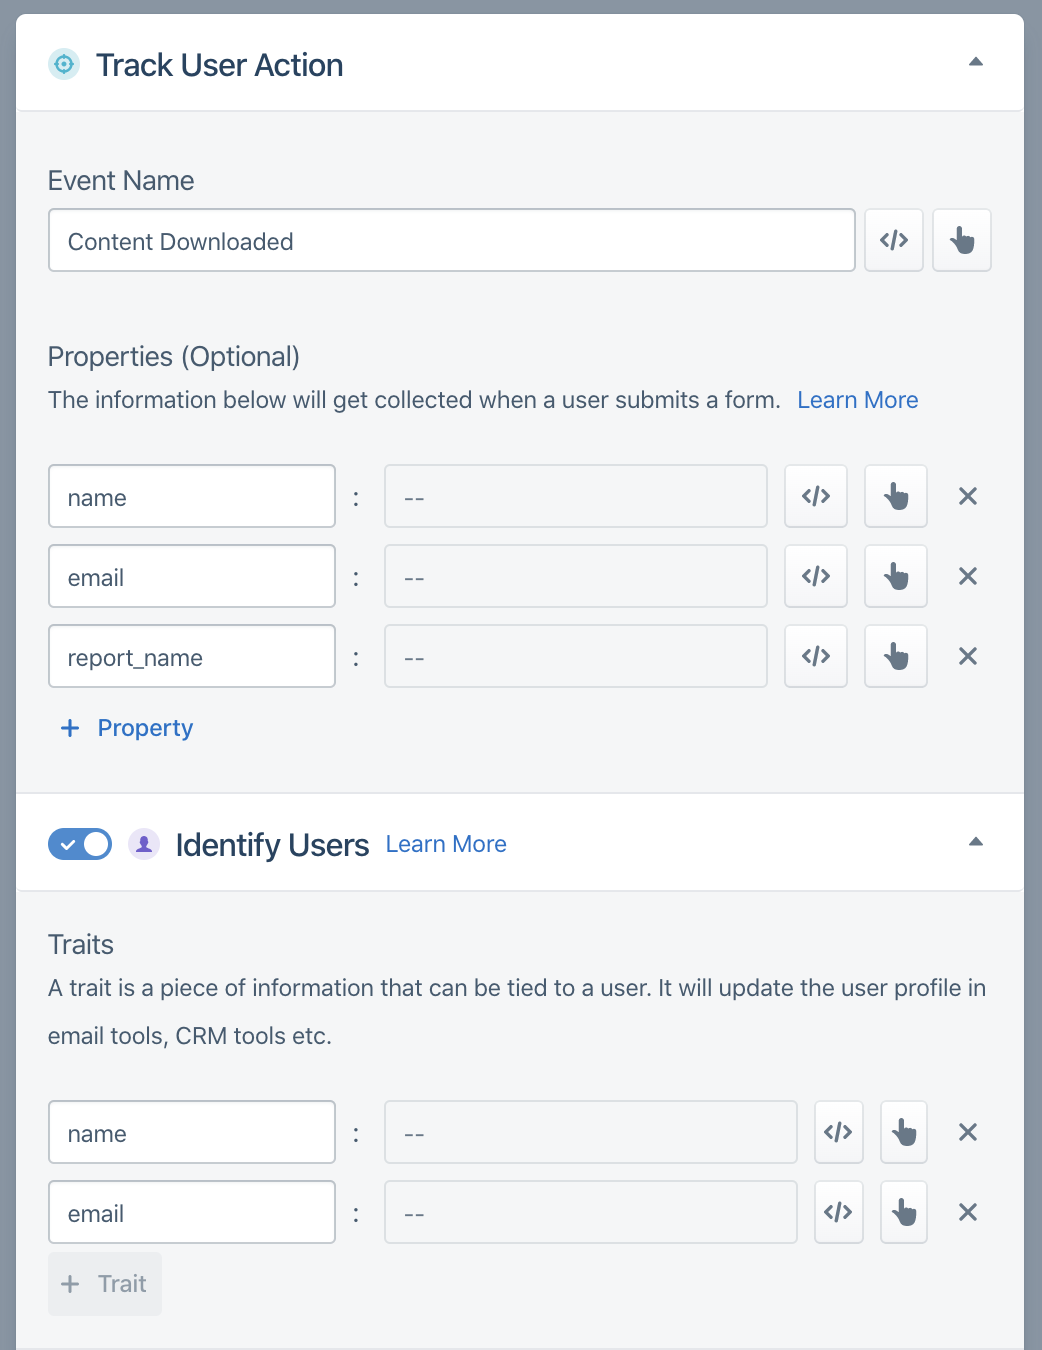 Track User Action
Event Name
Content Downloaded
</>
Properties (Optional)
The information below will get collected when a user submits a form. Learn More
name : -- </>
email : -- </>
report_name : -- </>
+ Property
Identify Users Learn More
Traits
A trait is a piece of information that can be tied to a user. It will update the user profile in
email tools, CRM tools etc.
name : -- </>
email : -- </>
+ Trait